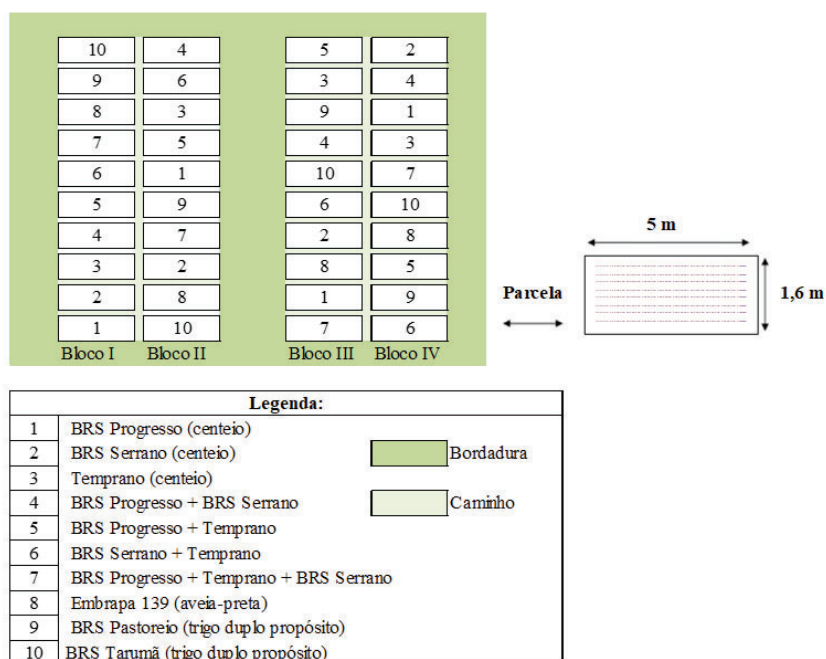 10 4 5 2
9 6 3 4
8 3 9 1
7 5 4 3
6 1 10 7
5 9 6 10
4 7 2 8
3 2 8 5
2 8 1 9
1 10 7 6
Bloco I Bloco II Bloco III Bloco IV
5 m
Parcela
1,6 m
Legenda:
1 BRS Progresso (centeio)
2 BRS Serrano (centeio) Bordadura
3 Temprano (centeio)
4 BRS Progresso + BRS Serrano Caminho
5 BRS Progresso + Temprano
6 BRS Serrano + Temprano
7 BRS Progresso + Temprano + BRS Serrano
8 Embrapa 139 (aveia-preta)
9 BRS Pastoreio (trigo duplo propósito)
10 BRS Tarumã (trigo duplo propósito)